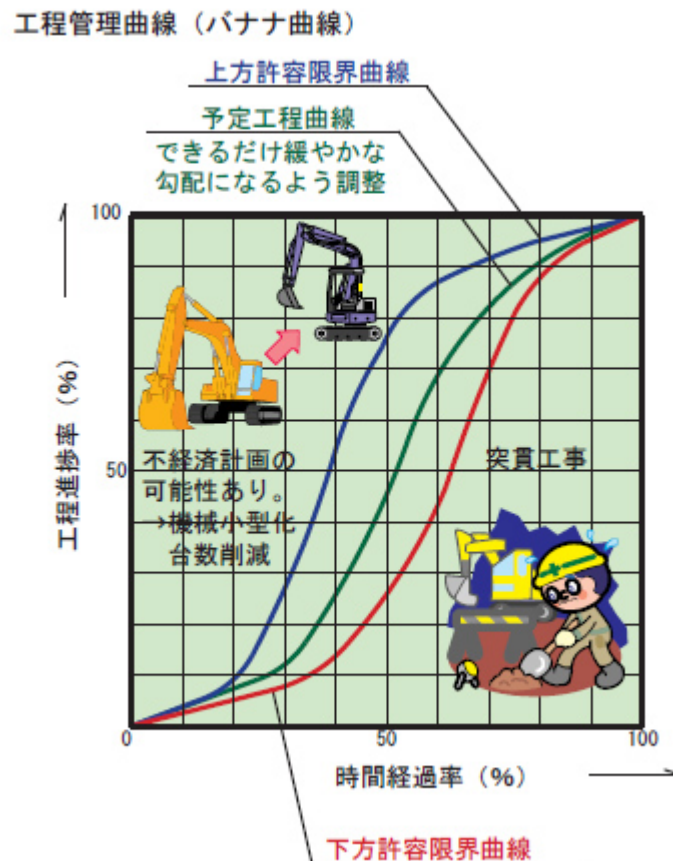 工程管理曲線（バナナ曲線）
上方許容限界曲線
予定工程曲線
できるだけ緩やかな
勾配になるよう調整
100
工程進捗率（%）
50
不経済計画の
可能性あり。
→機械小型化
台数削減
突貫工事
0
50
100
時間経過率（%）
下方許容限界曲線